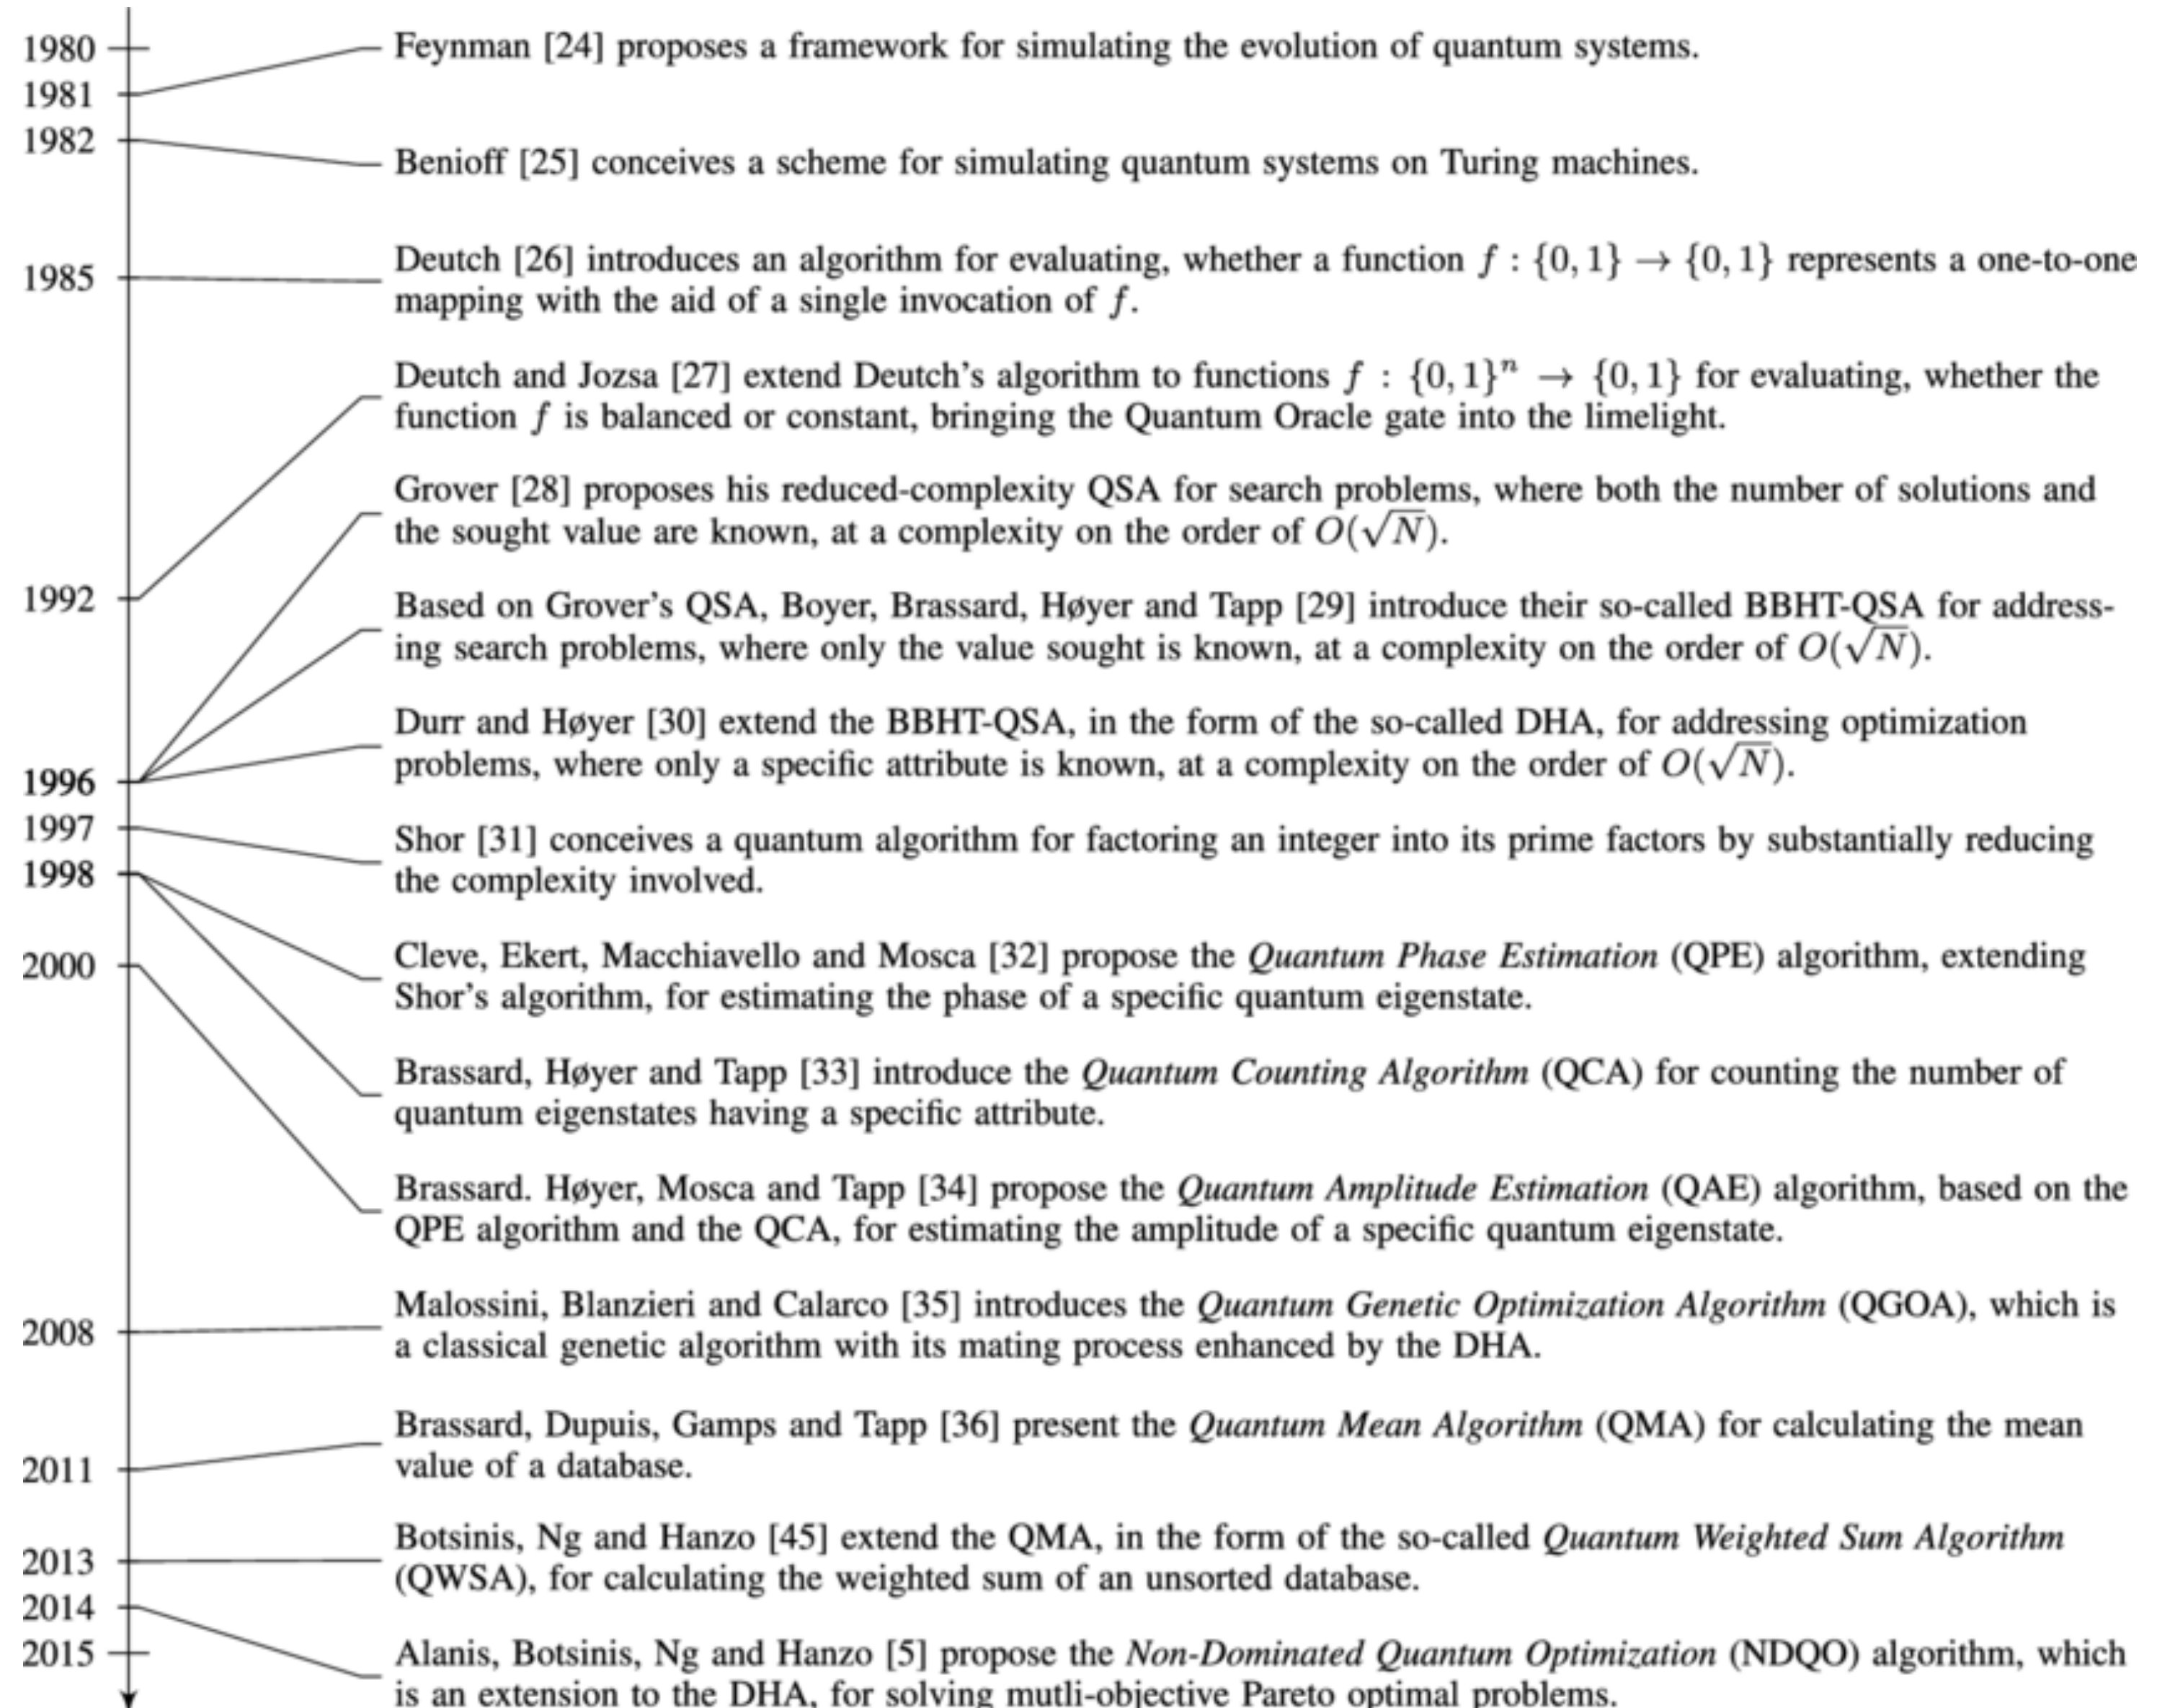 1980
Feynman [24] proposes a framework for simulating the evolution of quantum systems.
1981
1982
Benioff [25] conceives a scheme for simulating quantum systems on Turing machines.
1985
Deutch [26] introduces an algorithm for evaluating, whether a function f : {0, 1} → {0, 1} represents a one-to-one
mapping with the aid of a single invocation of f.
Deutch and Jozsa [27] extend Deutch's algorithm to functions f : {0, 1}ⁿ → {0, 1} for evaluating, whether the
function f is balanced or constant, bringing the Quantum Oracle gate into the limelight.
Grover [28] proposes his reduced-complexity QSA for search problems, where both the number of solutions and
the sought value are known, at a complexity on the order of O(√N).
1992
Based on Grover's QSA, Boyer, Brassard, Høyer and Tapp [29] introduce their so-called BBHT-QSA for address-
ing search problems, where only the value sought is known, at a complexity on the order of O(√N).
Durr and Høyer [30] extend the BBHT-QSA, in the form of the so-called DHA, for addressing optimization
problems, where only a specific attribute is known, at a complexity on the order of O(√N).
1996
1997
Shor [31] conceives a quantum algorithm for factoring an integer into its prime factors by substantially reducing
the complexity involved.
1998
Cleve, Ekert, Macchiavello and Mosca [32] propose the Quantum Phase Estimation (QPE) algorithm, extending
Shor's algorithm, for estimating the phase of a specific quantum eigenstate.
2000
Brassard, Høyer and Tapp [33] introduce the Quantum Counting Algorithm (QCA) for counting the number of
quantum eigenstates having a specific attribute.
Brassard. Høyer, Mosca and Tapp [34] propose the Quantum Amplitude Estimation (QAE) algorithm, based on the
QPE algorithm and the QCA, for estimating the amplitude of a specific quantum eigenstate.
Malossini, Blanzieri and Calarco [35] introduces the Quantum Genetic Optimization Algorithm (QGOA), which is
a classical genetic algorithm with its mating process enhanced by the DHA.
2008
Brassard, Dupuis, Gamps and Tapp [36] present the Quantum Mean Algorithm (QMA) for calculating the mean
value of a database.
2011
Botsinis, Ng and Hanzo [45] extend the QMA, in the form of the so-called Quantum Weighted Sum Algorithm
(QWSA), for calculating the weighted sum of an unsorted database.
2013
2014
2015
Alanis, Botsinis, Ng and Hanzo [5] propose the Non-Dominated Quantum Optimization (NDQO) algorithm, which
is an extension to the DHA, for solving mutli-objective Pareto optimal problems.